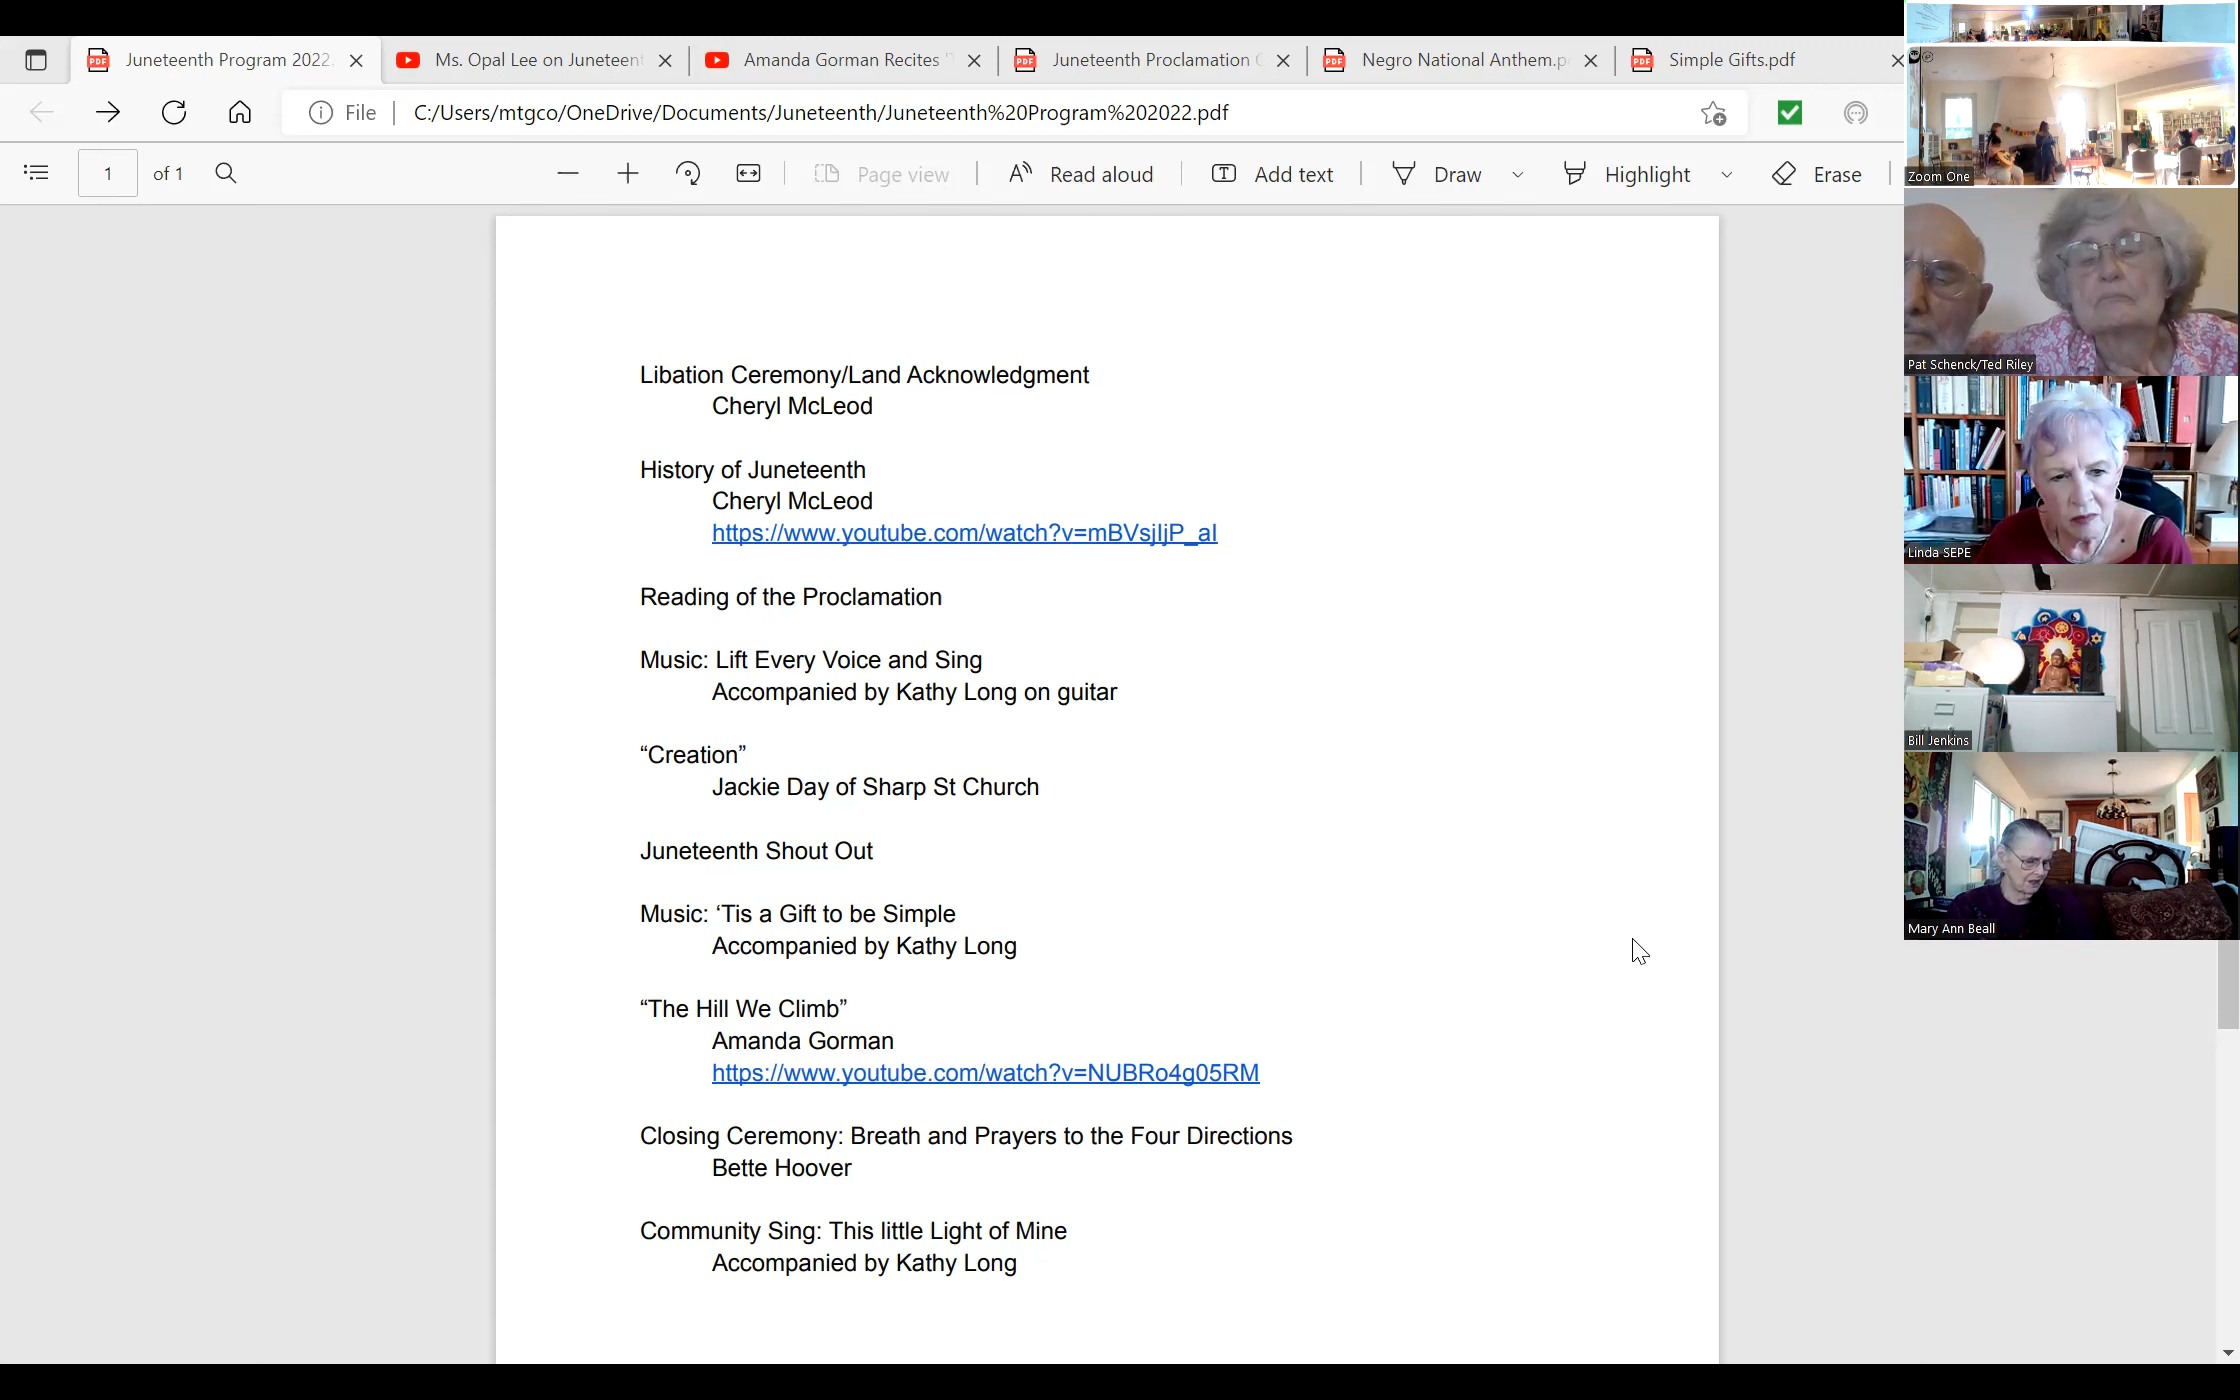 Juneteenth Program 2022
Ms. Opal Lee on Juneteent
Amanda Gorman Recites
Juneteenth Proclamation
Negro National Anthem.p
Simple Gifts.pdf
File
C:/Users/mtgco/OneDrive/Documents/Juneteenth/Juneteenth%20Program%202022.pdf
1 of 1
Page view
Read aloud
Add text
Draw
Highlight
Erase
Libation Ceremony/Land Acknowledgment
Cheryl McLeod
History of Juneteenth
Cheryl McLeod
https://www.youtube.com/watch?v=mBVsjIjP_aI
Reading of the Proclamation
Music: Lift Every Voice and Sing
Accompanied by Kathy Long on guitar
“Creation”
Jackie Day of Sharp St Church
Juneteenth Shout Out
Music: ‘Tis a Gift to be Simple
Accompanied by Kathy Long
“The Hill We Climb”
Amanda Gorman
https://www.youtube.com/watch?v=NUBRo4g05RM
Closing Ceremony: Breath and Prayers to the Four Directions
Bette Hoover
Community Sing: This little Light of Mine
Accompanied by Kathy Long
Zoom One
Pat Schenck/Ted Riley
Linda SEPE
Bill Jenkins
Mary Ann Beall